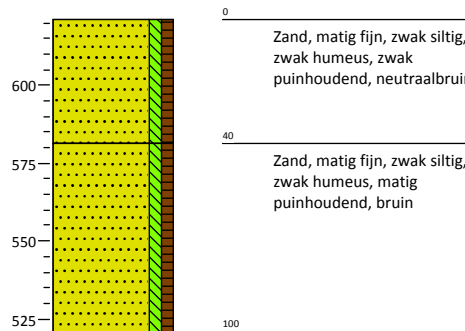 0
Zand, matig fijn, zwak siltig,
zwak humeus, zwak
puinhoudend, neutraalbruin
600
40
575
Zand, matig fijn, zwak siltig,
zwak humeus, matig
puinhoudend, bruin
550
525
100